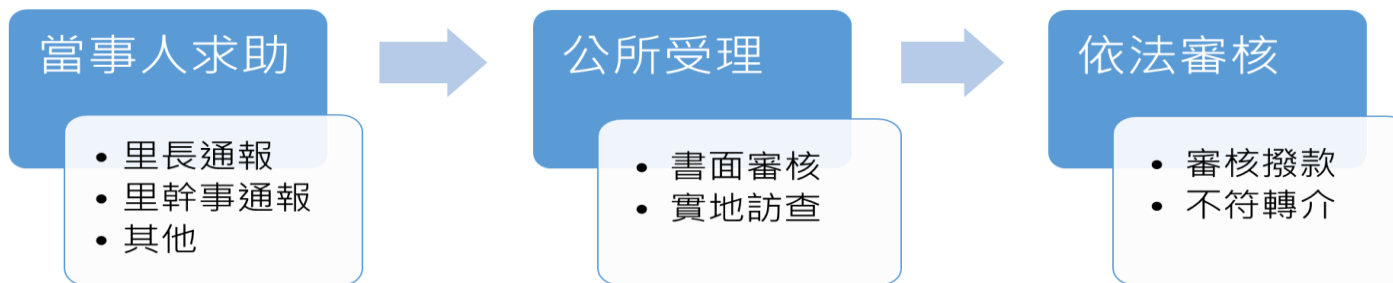 當事人求助
• 里長通報
• 里幹事通報
• 其他
公所受理
• 書面審核
• 實地訪查
依法審核
• 審核撥款
• 不符轉介